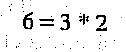 6 = 3 * 2